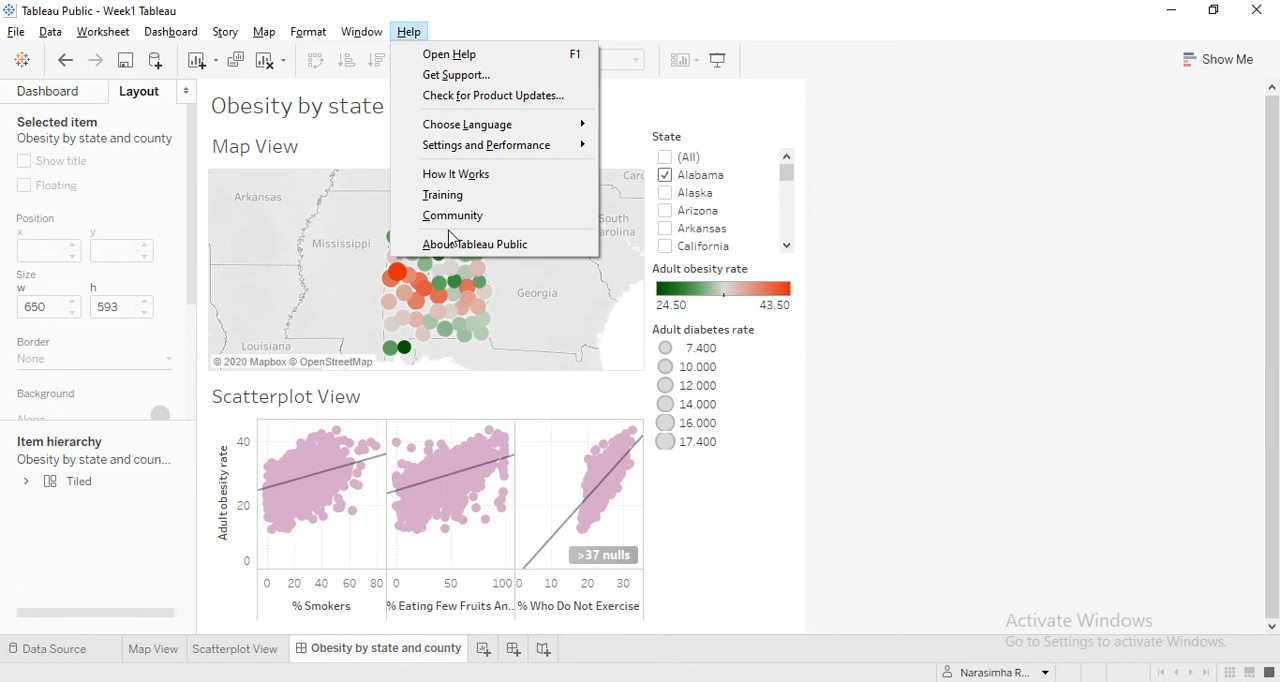 Tableau Public - Week1 Tableau
File Data Worksheet Dashboard Story Map Format Window Help
Show Me
Open Help F1
Get Support...
Check for Product Updates...
Choose Language
Settings and Performance
How It Works
Training
Community
About Tableau Public
Dashboard Layout
Selected item
Obesity by state and county
Show title
Floating
Position
x y
Size
w h
650 593
Border
None
Background
None
Item hierarchy
Obesity by state and coun...
Tiled
Obesity by state
Map View
Arkansas
Mississippi
Louisiana
Georgia
Carc
South
arolina
© 2020 Mapbox © OpenStreetMap
State
(All)
Alabama
Alaska
Arizona
Arkansas
California
Adult obesity rate
24.50 43.50
Adult diabetes rate
7.400
10.000
12.000
14.000
16.000
17.400
Scatterplot View
Adult obesity rate
40
20
0
>37 nulls
0 20 40 60 80 0 50 100 0 10 20 30
% Smokers % Eating Few Fruits An.. % Who Do Not Exercise
Activate Windows
Go to Settings to activate Windows.
Data Source Map View Scatterplot View Obesity by state and county
Narasimha R...